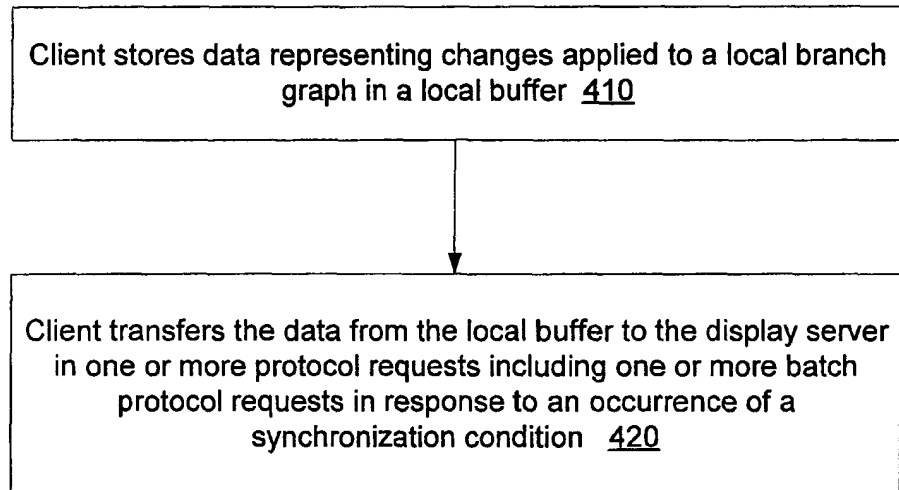 Client stores data representing changes applied to a local branch
graph in a local buffer 410
Client transfers the data from the local buffer to the display server
in one or more protocol requests including one or more batch
protocol requests in response to an occurrence of a
synchronization condition 420